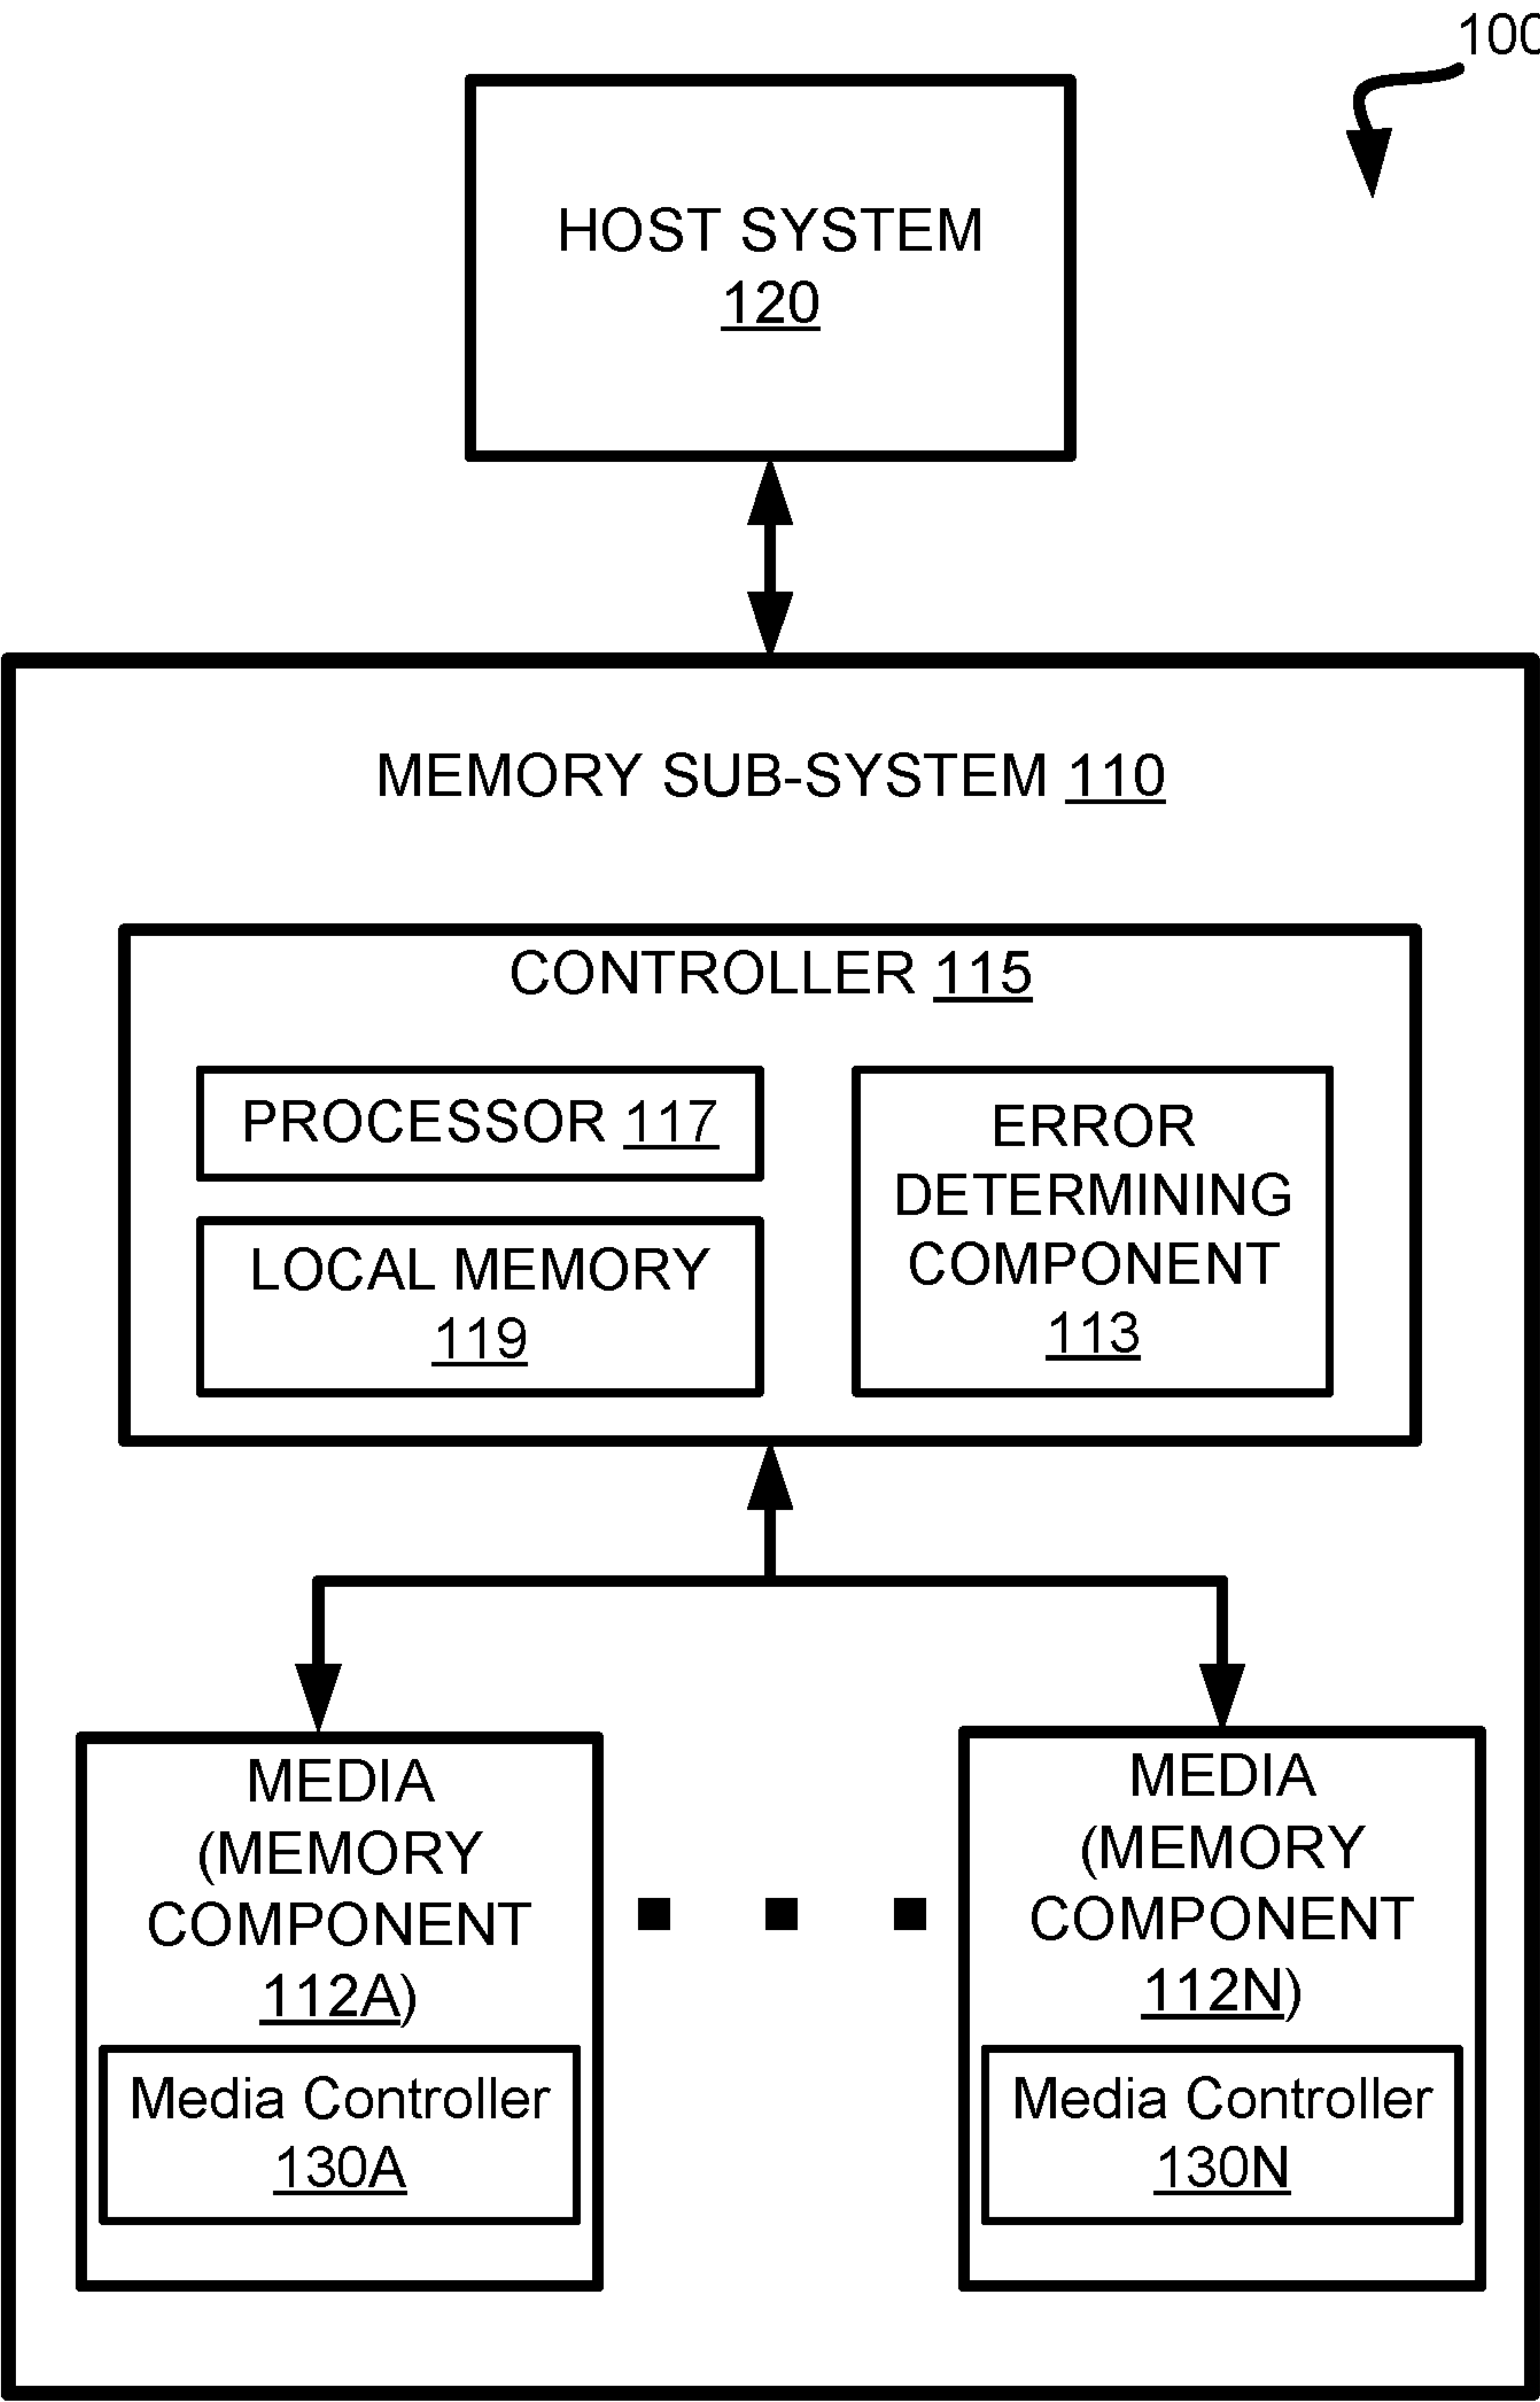 100
HOST SYSTEM
120
MEMORY SUB-SYSTEM 110
CONTROLLER 115
PROCESSOR 117
LOCAL MEMORY
119
ERROR
DETERMINING
COMPONENT
113
MEDIA
(MEMORY
COMPONENT
112A)
Media Controller
130A
MEDIA
(MEMORY
COMPONENT
112N)
Media Controller
130N